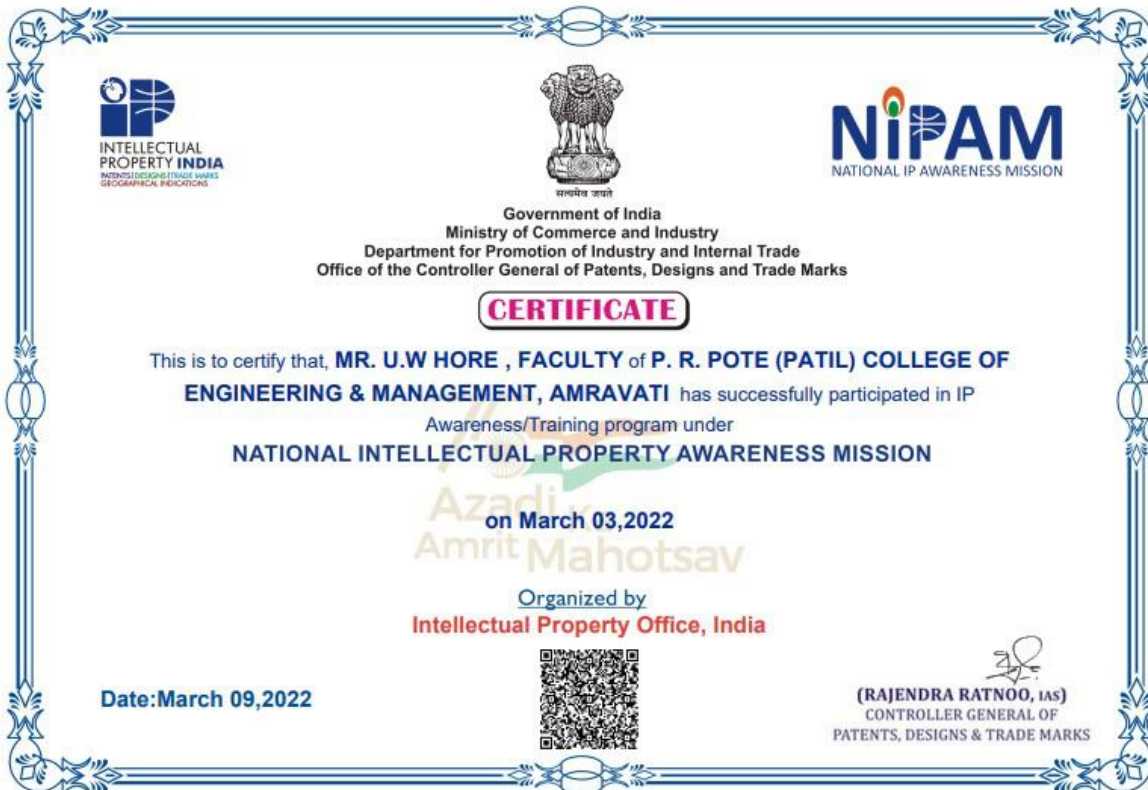 INTELLECTUAL
PROPERTY INDIA
PATENTS|DESIGNS|TRADE MARKS
GEOGRAPHICAL INDICATIONS
सत्यमेव जयते
NiPAM
NATIONAL IP AWARENESS MISSION
Government of India
Ministry of Commerce and Industry
Department for Promotion of Industry and Internal Trade
Office of the Controller General of Patents, Designs and Trade Marks
CERTIFICATE
This is to certify that, MR. U.W HORE , FACULTY of P. R. POTE (PATIL) COLLEGE OF
ENGINEERING & MANAGEMENT, AMRAVATI has successfully participated in IP
Awareness/Training program under
NATIONAL INTELLECTUAL PROPERTY AWARENESS MISSION
Azadi Ka
on March 03,2022
Amrit Mahotsav
Organized by
Intellectual Property Office, India
Date:March 09,2022
(RAJENDRA RATNOO, IAS)
CONTROLLER GENERAL OF
PATENTS, DESIGNS & TRADE MARKS